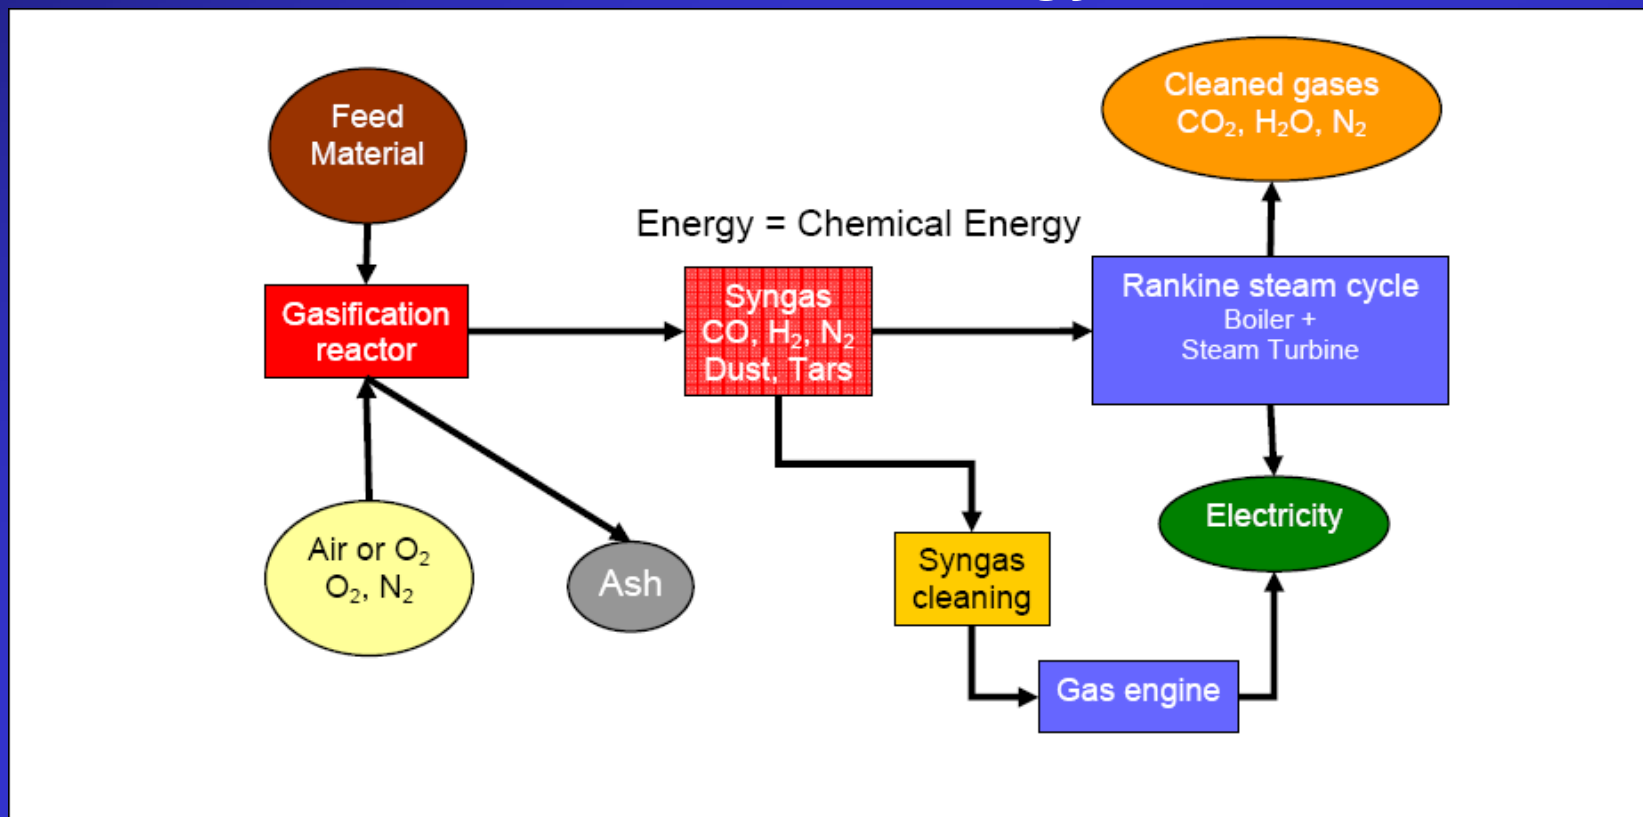 Feed
Material
Cleaned gases
CO₂, H₂O, N₂
Energy = Chemical Energy
Gasification
reactor
Syngas
CO, H₂, N₂
Dust, Tars
Rankine steam cycle
Boiler +
Steam Turbine
Air or O₂
O₂, N₂
Ash
Syngas
cleaning
Electricity
Gas engine